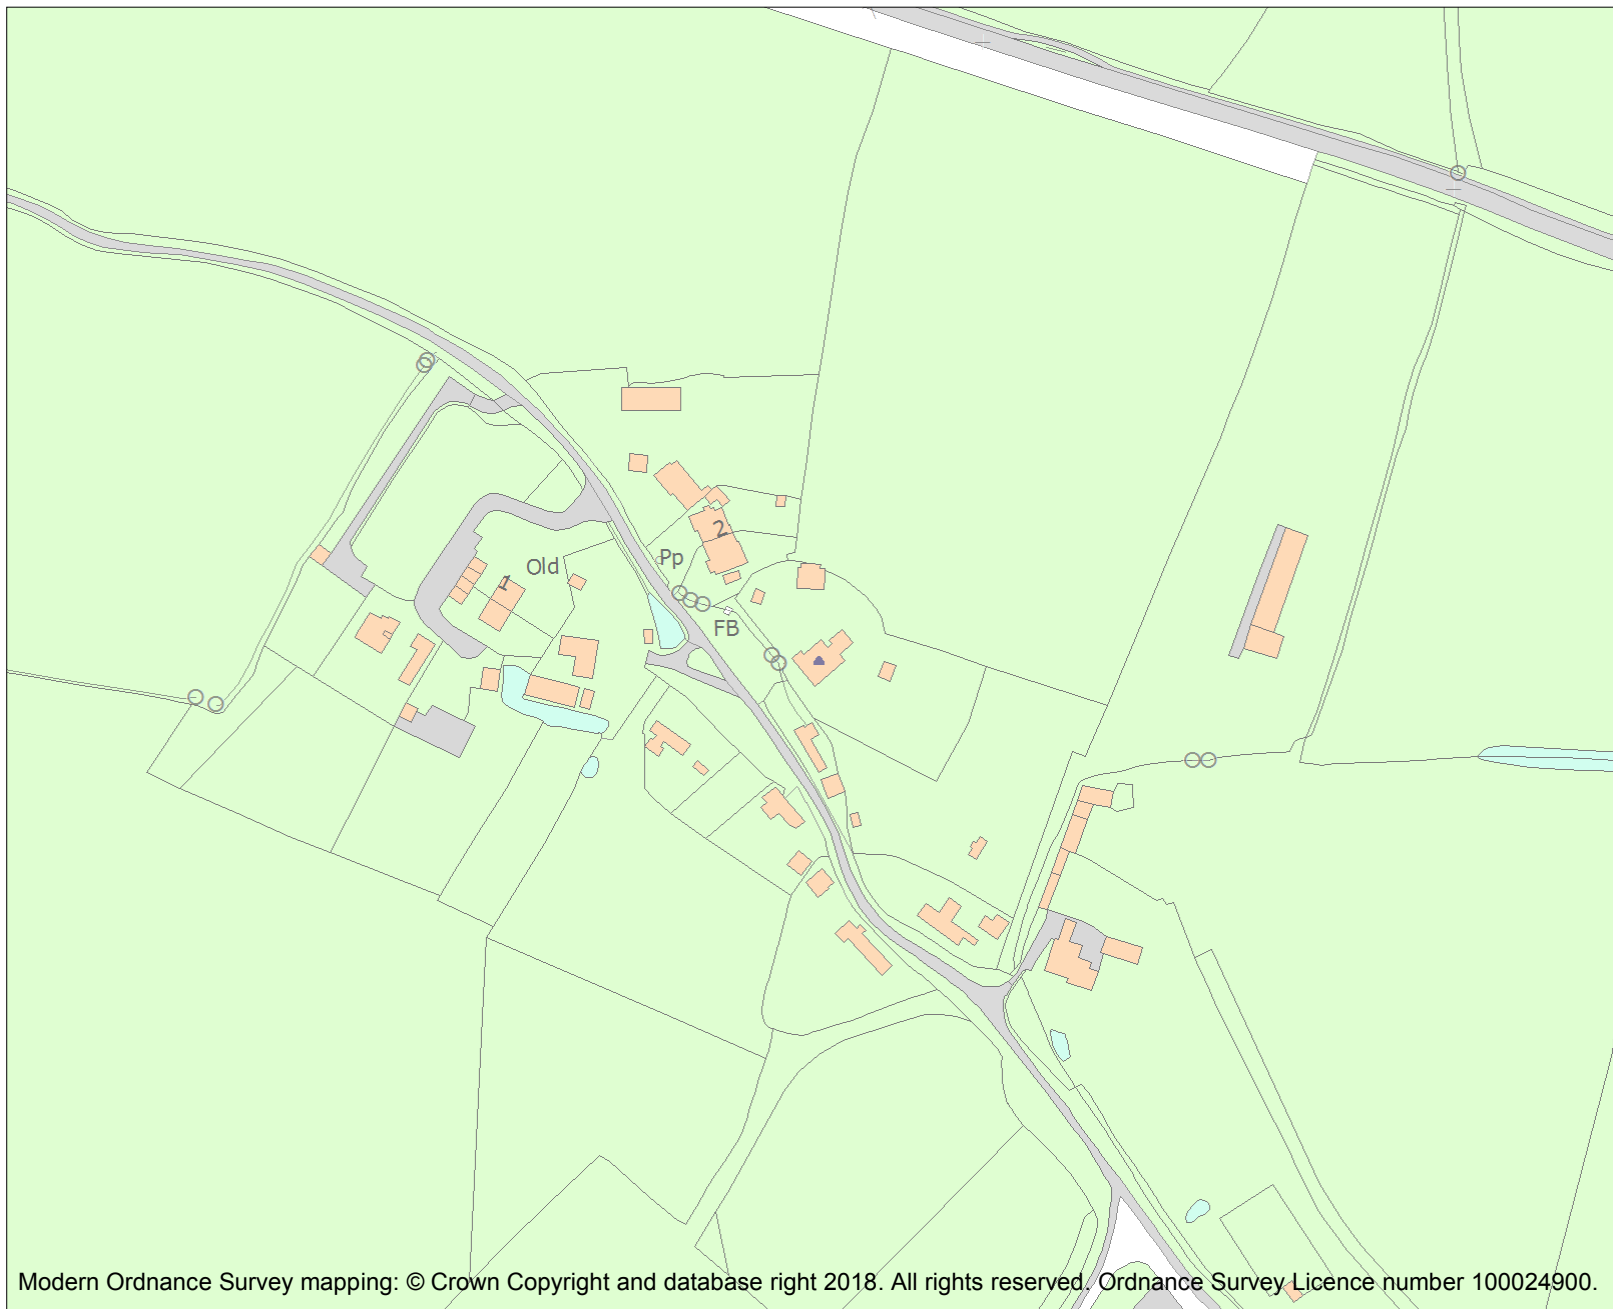 2
Pp
Old
1
FB
Modern Ordnance Survey mapping: © Crown Copyright and database right 2018. All rights reserved. Ordnance Survey Licence number 100024900.